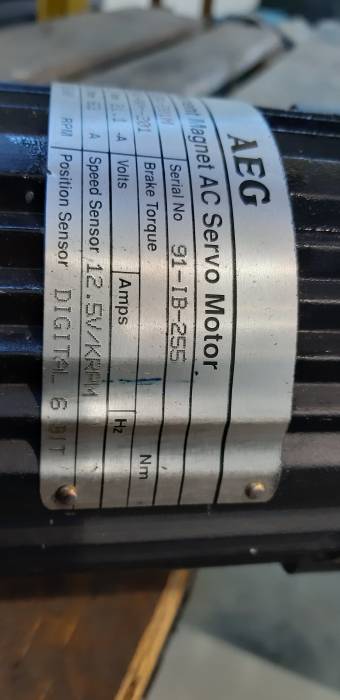 AEG
Magnet AC Servo Motor
Serial No 91-IB-255
Brake Torque Nm
A Volts Amps Hz
A Speed Sensor 12.5V/KRPM
RPM Position Sensor DIGITAL 6 BIT